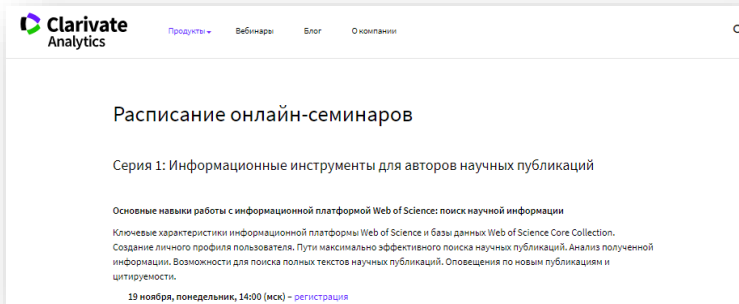 Clarivate
Analytics
Продукты Вебинары Блог О компании
Расписание онлайн-семинаров
Серия 1: Информационные инструменты для авторов научных публикаций
Основные навыки работы с информационной платформой Web of Science: поиск научной информации
Ключевые характеристики информационной платформы Web of Science и базы данных Web of Science Core Collection.
Создание личного профиля пользователя. Пути максимально эффективного поиска научных публикаций. Анализ полученной
информации. Возможности для поиска полных текстов научных публикаций. Оповещения по новым публикациям и
цитируемости.
19 ноября, понедельник, 14:00 (мск) – регистрация